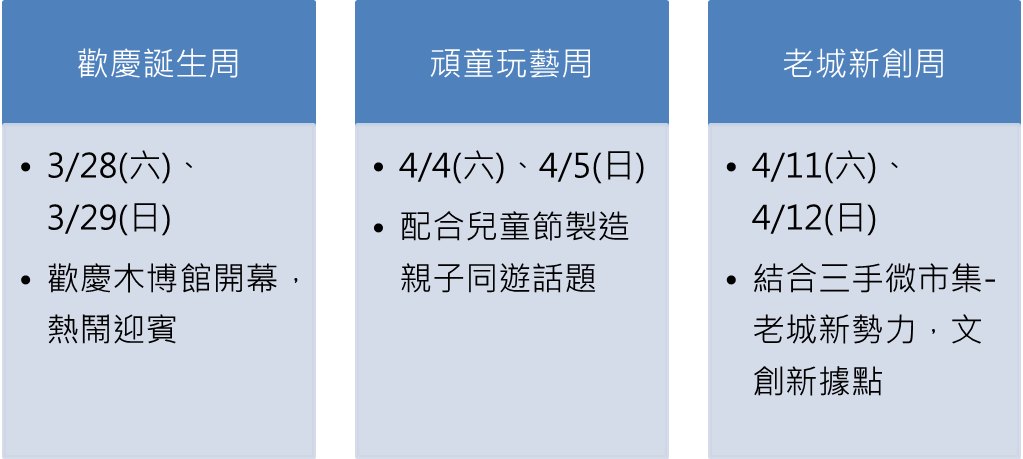 歡慶誕生周
• 3/28(六)、
3/29(日)
• 歡慶木博館開幕，
熱鬧迎賓
頑童玩藝周
• 4/4(六)、4/5(日)
• 配合兒童節製造
親子同遊話題
老城新創周
• 4/11(六)、
4/12(日)
• 結合三手微市集-
老城新勢力，文
創新據點